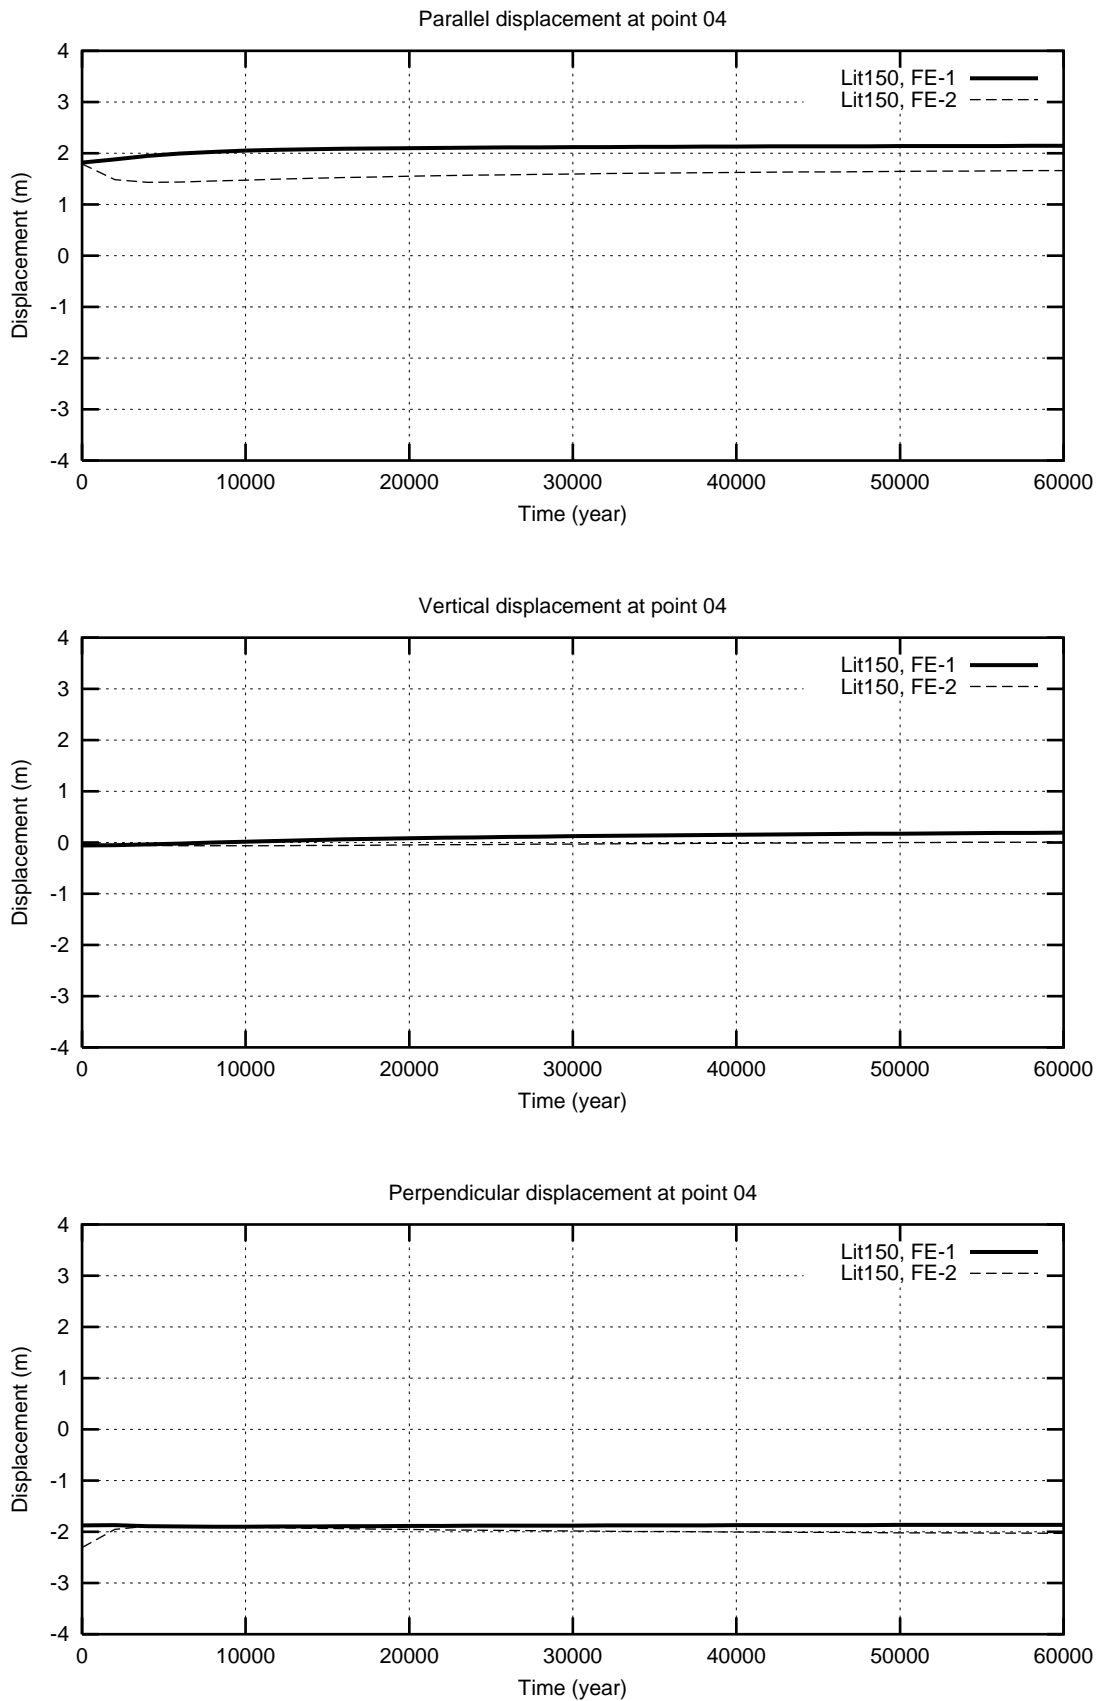 Parallel displacement at point 04
4
3
2
1
0
-1
-2
-3
-4
Displacement (m)
Lit150, FE-1
Lit150, FE-2
0 10000 20000 30000 40000 50000 60000
Time (year)
Vertical displacement at point 04
4
3
2
1
0
-1
-2
-3
-4
Displacement (m)
Lit150, FE-1
Lit150, FE-2
0 10000 20000 30000 40000 50000 60000
Time (year)
Perpendicular displacement at point 04
4
3
2
1
0
-1
-2
-3
-4
Displacement (m)
Lit150, FE-1
Lit150, FE-2
0 10000 20000 30000 40000 50000 60000
Time (year)